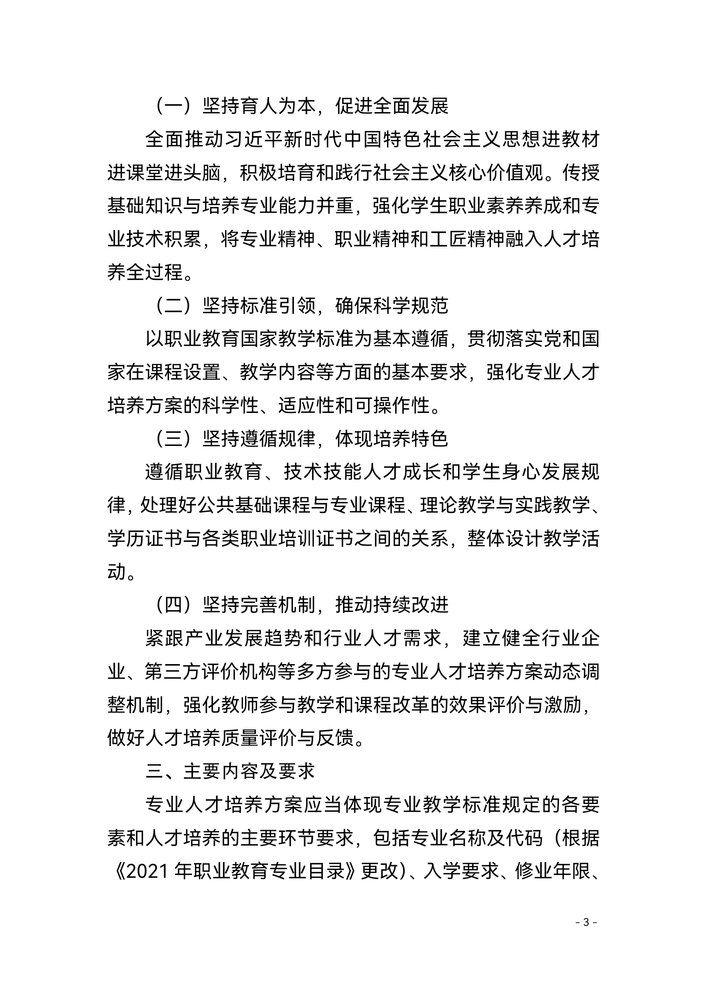 （一）坚持育人为本，促进全面发展
全面推动习近平新时代中国特色社会主义思想进教材
进课堂进头脑，积极培育和践行社会主义核心价值观。传授
基础知识与培养专业能力并重，强化学生职业素养养成和专
业技术积累，将专业精神、职业精神和工匠精神融入人才培
养全过程。
（二）坚持标准引领，确保科学规范
以职业教育国家教学标准为基本遵循，贯彻落实党和国
家在课程设置、教学内容等方面的基本要求，强化专业人才
培养方案的科学性、适应性和可操作性。
（三）坚持遵循规律，体现培养特色
遵循职业教育、技术技能人才成长和学生身心发展规
律，处理好公共基础课程与专业课程、理论教学与实践教学、
学历证书与各类职业培训证书之间的关系，整体设计教学活
动。
（四）坚持完善机制，推动持续改进
紧跟产业发展趋势和行业人才需求，建立健全行业企
业、第三方评价机构等多方参与的专业人才培养方案动态调
整机制，强化教师参与教学和课程改革的效果评价与激励，
做好人才培养质量评价与反馈。
三、主要内容及要求
专业人才培养方案应当体现专业教学标准规定的各要
素和人才培养的主要环节要求，包括专业名称及代码（根据
《2021 年职业教育专业目录》更改）、入学要求、修业年限、
- 3 -